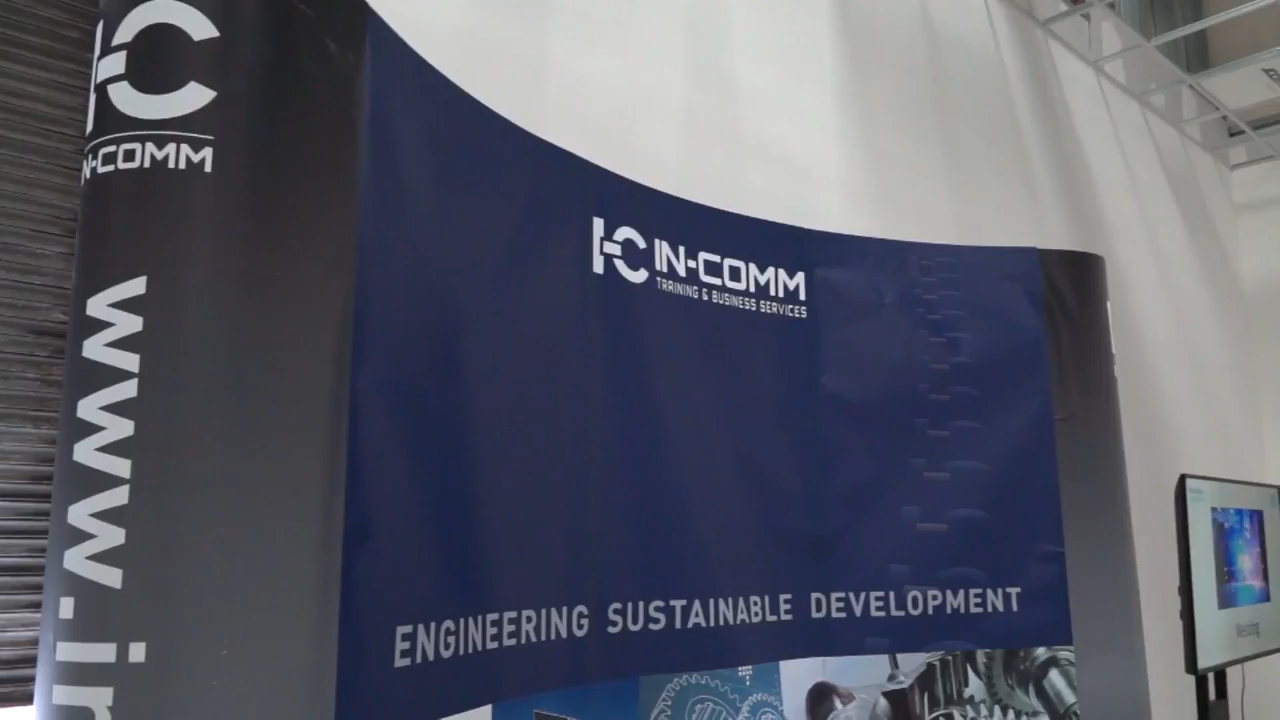 IN-COMM
www.in
IN-COMM
TRAINING & BUSINESS SERVICES
ENGINEERING SUSTAINABLE DEVELOPMENT